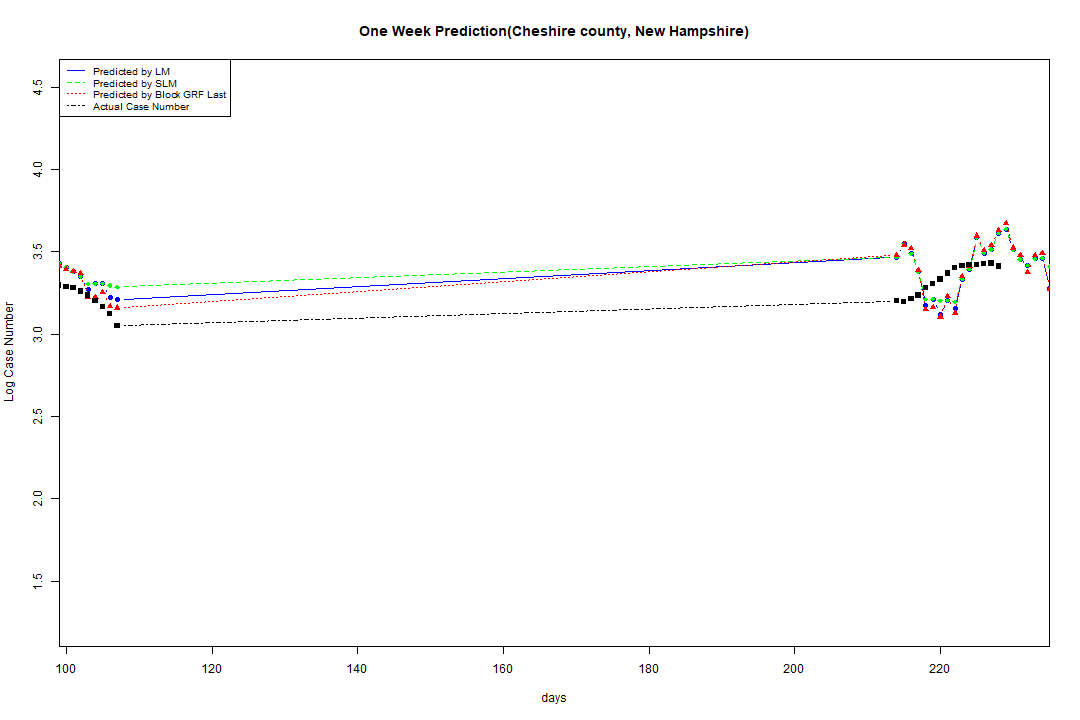 One Week Prediction(Cheshire county, New Hampshire)
Predicted by LM
Predicted by SLM
Predicted by Block GRF Last
Actual Case Number
Log Case Number
4.5
4.0
3.5
3.0
2.5
2.0
1.5
100 120 140 160 180 200 220
days